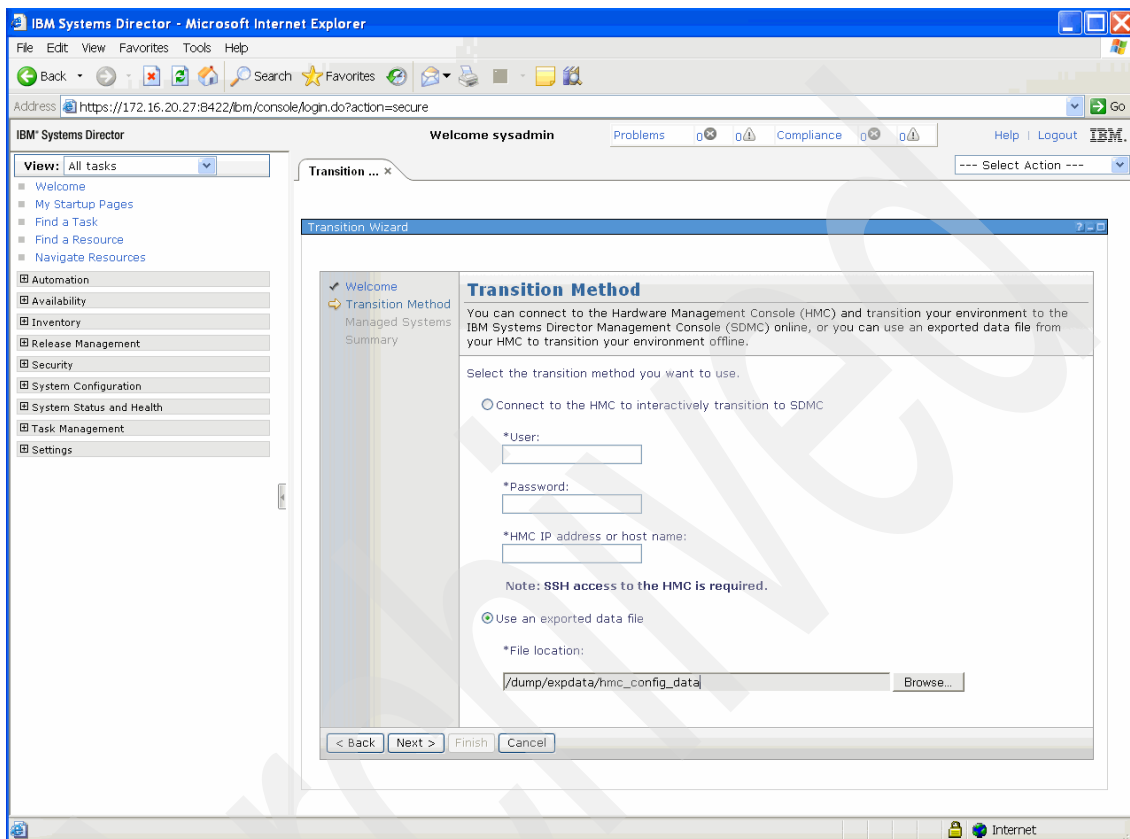 IBM Systems Director - Microsoft Internet Explorer
File Edit View Favorites Tools Help
Back Search Favorites
Address https://172.16.20.27:8422/ibm/console/login.do?action=secure Go
IBM® Systems Director Welcome sysadmin Problems 0 0 Compliance 0 0 Help | Logout IBM.
View: All tasks
Welcome
My Startup Pages
Find a Task
Find a Resource
Navigate Resources
Automation
Availability
Inventory
Release Management
Security
System Configuration
System Status and Health
Task Management
Settings
Transition ... ×
--- Select Action ---
Transition Wizard
Welcome
Transition Method
Managed Systems
Summary
Transition Method
You can connect to the Hardware Management Console (HMC) and transition your environment to the
IBM Systems Director Management Console (SDMC) online, or you can use an exported data file from
your HMC to transition your environment offline.
Select the transition method you want to use.
Connect to the HMC to interactively transition to SDMC
*User:
*Password:
*HMC IP address or host name:
Note: SSH access to the HMC is required.
Use an exported data file
*File location:
/dump/expdata/hmc_config_data Browse...
< Back Next > Finish Cancel
Internet